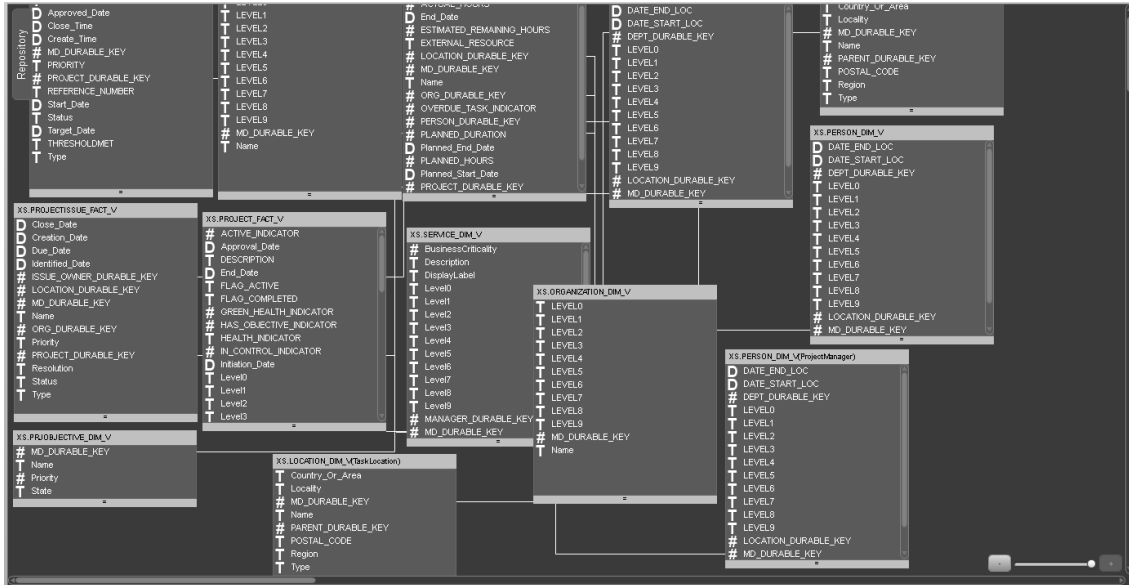 Repository
Approved_Date
Close_Time
Create_Time
MD_DURABLE_KEY
PRIORITY
PROJECT_DURABLE_KEY
REFERENCE_NUMBER
Start_Date
Status
Target_Date
THRESHOLDMET
Type
LEVEL1
LEVEL2
LEVEL3
LEVEL4
LEVEL5
LEVEL6
LEVEL7
LEVEL8
LEVEL9
MD_DURABLE_KEY
Name
ACTUAL_HOURS
End_Date
ESTIMATED_REMAINING_HOURS
EXTERNAL_RESOURCE
LOCATION_DURABLE_KEY
MD_DURABLE_KEY
Name
ORG_DURABLE_KEY
OVERDUE_TASK_INDICATOR
PERSON_DURABLE_KEY
PLANNED_DURATION
Planned_End_Date
PLANNED_HOURS
Planned_Start_Date
PROJECT_DURABLE_KEY
DATE_END_LOC
DATE_START_LOC
DEPT_DURABLE_KEY
LEVEL0
LEVEL1
LEVEL2
LEVEL3
LEVEL4
LEVEL5
LEVEL6
LEVEL7
LEVEL8
LEVEL9
LOCATION_DURABLE_KEY
MD_DURABLE_KEY
Country_Or_Area
Locality
MD_DURABLE_KEY
Name
PARENT_DURABLE_KEY
POSTAL_CODE
Region
Type
XS.PERSON_DIM_V
DATE_END_LOC
DATE_START_LOC
DEPT_DURABLE_KEY
LEVEL0
LEVEL1
LEVEL2
LEVEL3
LEVEL4
LEVEL5
LEVEL6
LEVEL7
LEVEL8
LEVEL9
LOCATION_DURABLE_KEY
MD_DURABLE_KEY
XS.PROJECTISSUE_FACT_V
Close_Date
Creation_Date
Due_Date
Identified_Date
ISSUE_OWNER_DURABLE_KEY
LOCATION_DURABLE_KEY
MD_DURABLE_KEY
Name
ORG_DURABLE_KEY
Priority
PROJECT_DURABLE_KEY
Resolution
Status
Type
XS.PROJECT_FACT_V
ACTIVE_INDICATOR
Approval_Date
DESCRIPTION
End_Date
FLAG_ACTIVE
FLAG_COMPLETED
GREEN_HEALTH_INDICATOR
HAS_OBJECTIVE_INDICATOR
HEALTH_INDICATOR
IN_CONTROL_INDICATOR
Initiation_Date
Level0
Level1
Level2
Level3
XS.SERVICE_DIM_V
BusinessCriticality
Description
DisplayLabel
Level0
Level1
Level2
Level3
Level4
Level5
Level6
Level7
Level8
Level9
MANAGER_DURABLE_KEY
MD_DURABLE_KEY
XS.ORGANIZATION_DIM_V
LEVEL0
LEVEL1
LEVEL2
LEVEL3
LEVEL4
LEVEL5
LEVEL6
LEVEL7
LEVEL8
LEVEL9
MD_DURABLE_KEY
Name
XS.PERSON_DIM_V(ProjectManager)
DATE_END_LOC
DATE_START_LOC
DEPT_DURABLE_KEY
LEVEL0
LEVEL1
LEVEL2
LEVEL3
LEVEL4
LEVEL5
LEVEL6
LEVEL7
LEVEL8
LEVEL9
LOCATION_DURABLE_KEY
MD_DURABLE_KEY
XS.PRJOBJECTIVE_DIM_V
MD_DURABLE_KEY
Name
Priority
State
XS.LOCATION_DIM_V(TaskLocation)
Country_Or_Area
Locality
MD_DURABLE_KEY
Name
PARENT_DURABLE_KEY
POSTAL_CODE
Region
Type